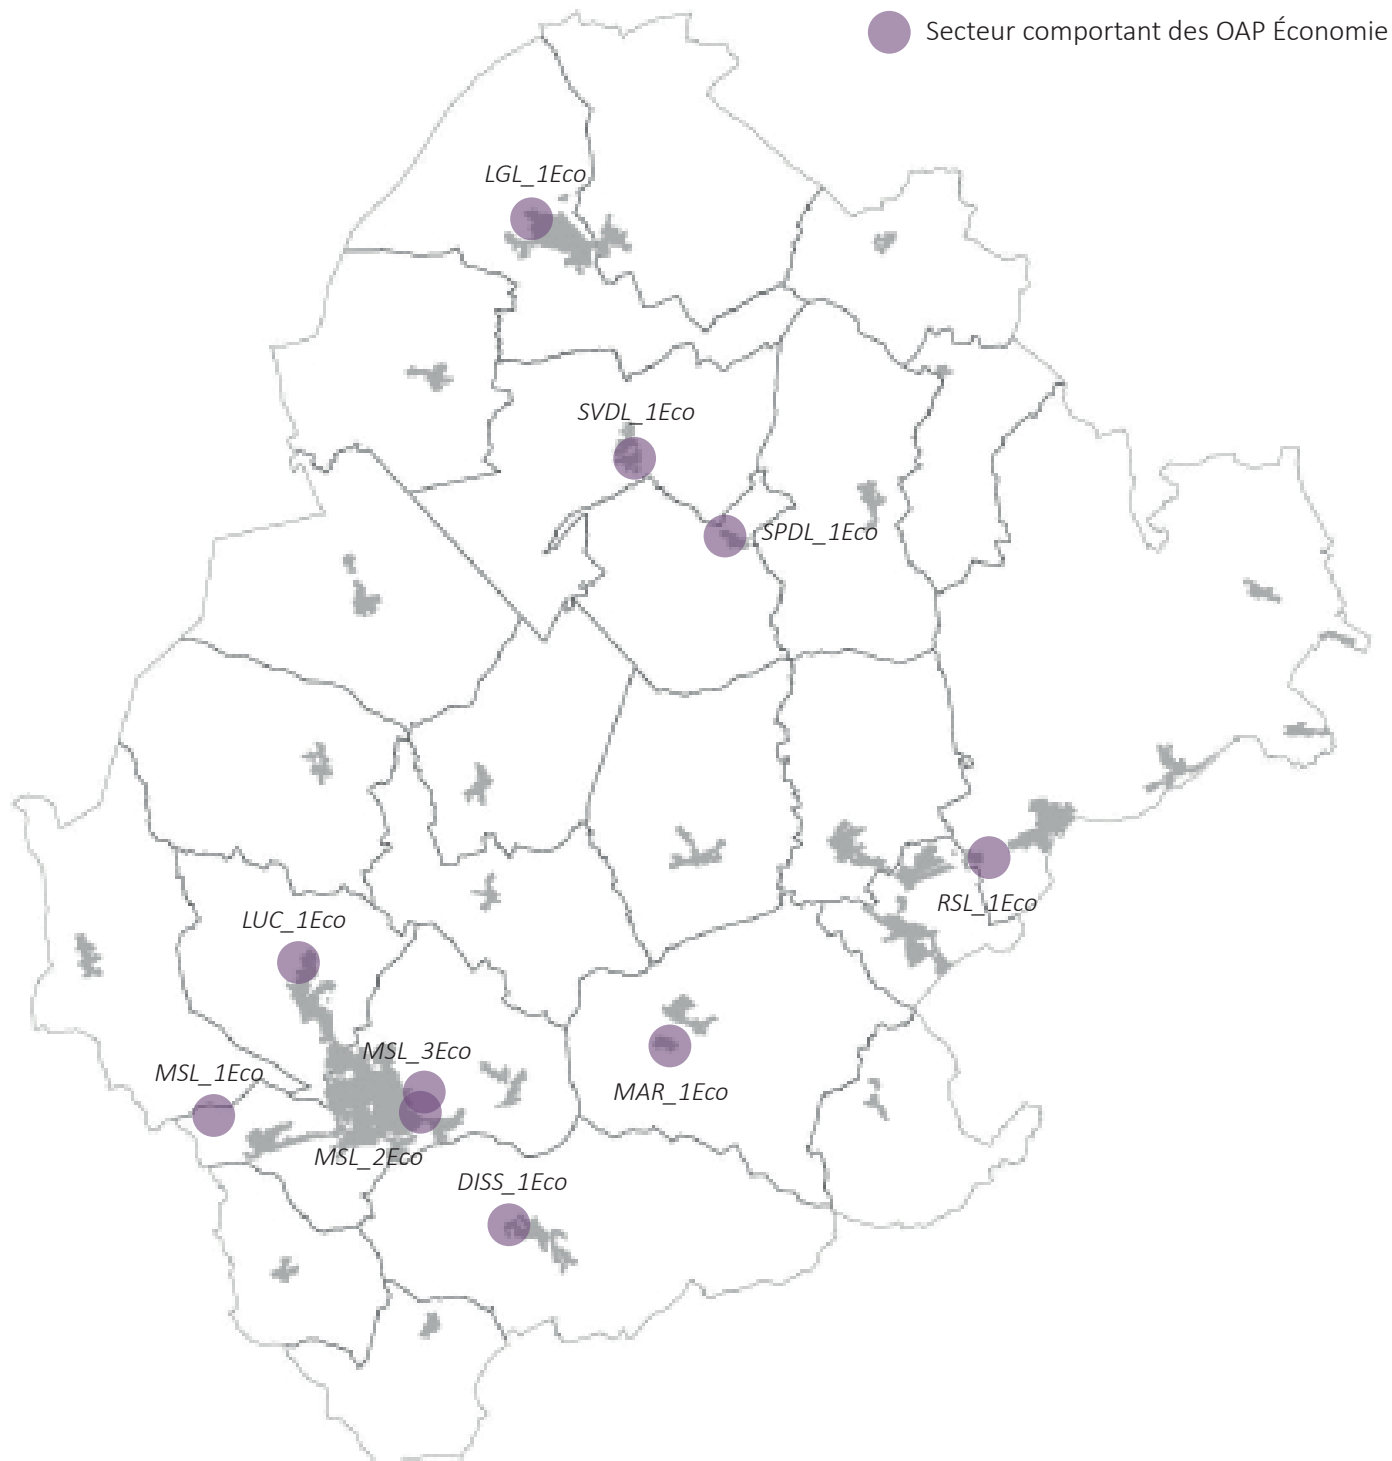 Secteur comportant des OAP Économie
LGL_1Eco
SVDL_1Eco
SPDL_1Eco
RSL_1Eco
LUC_1Eco
MSL_3Eco
MSL_1Eco
MAR_1Eco
MSL_2Eco
DISS_1Eco